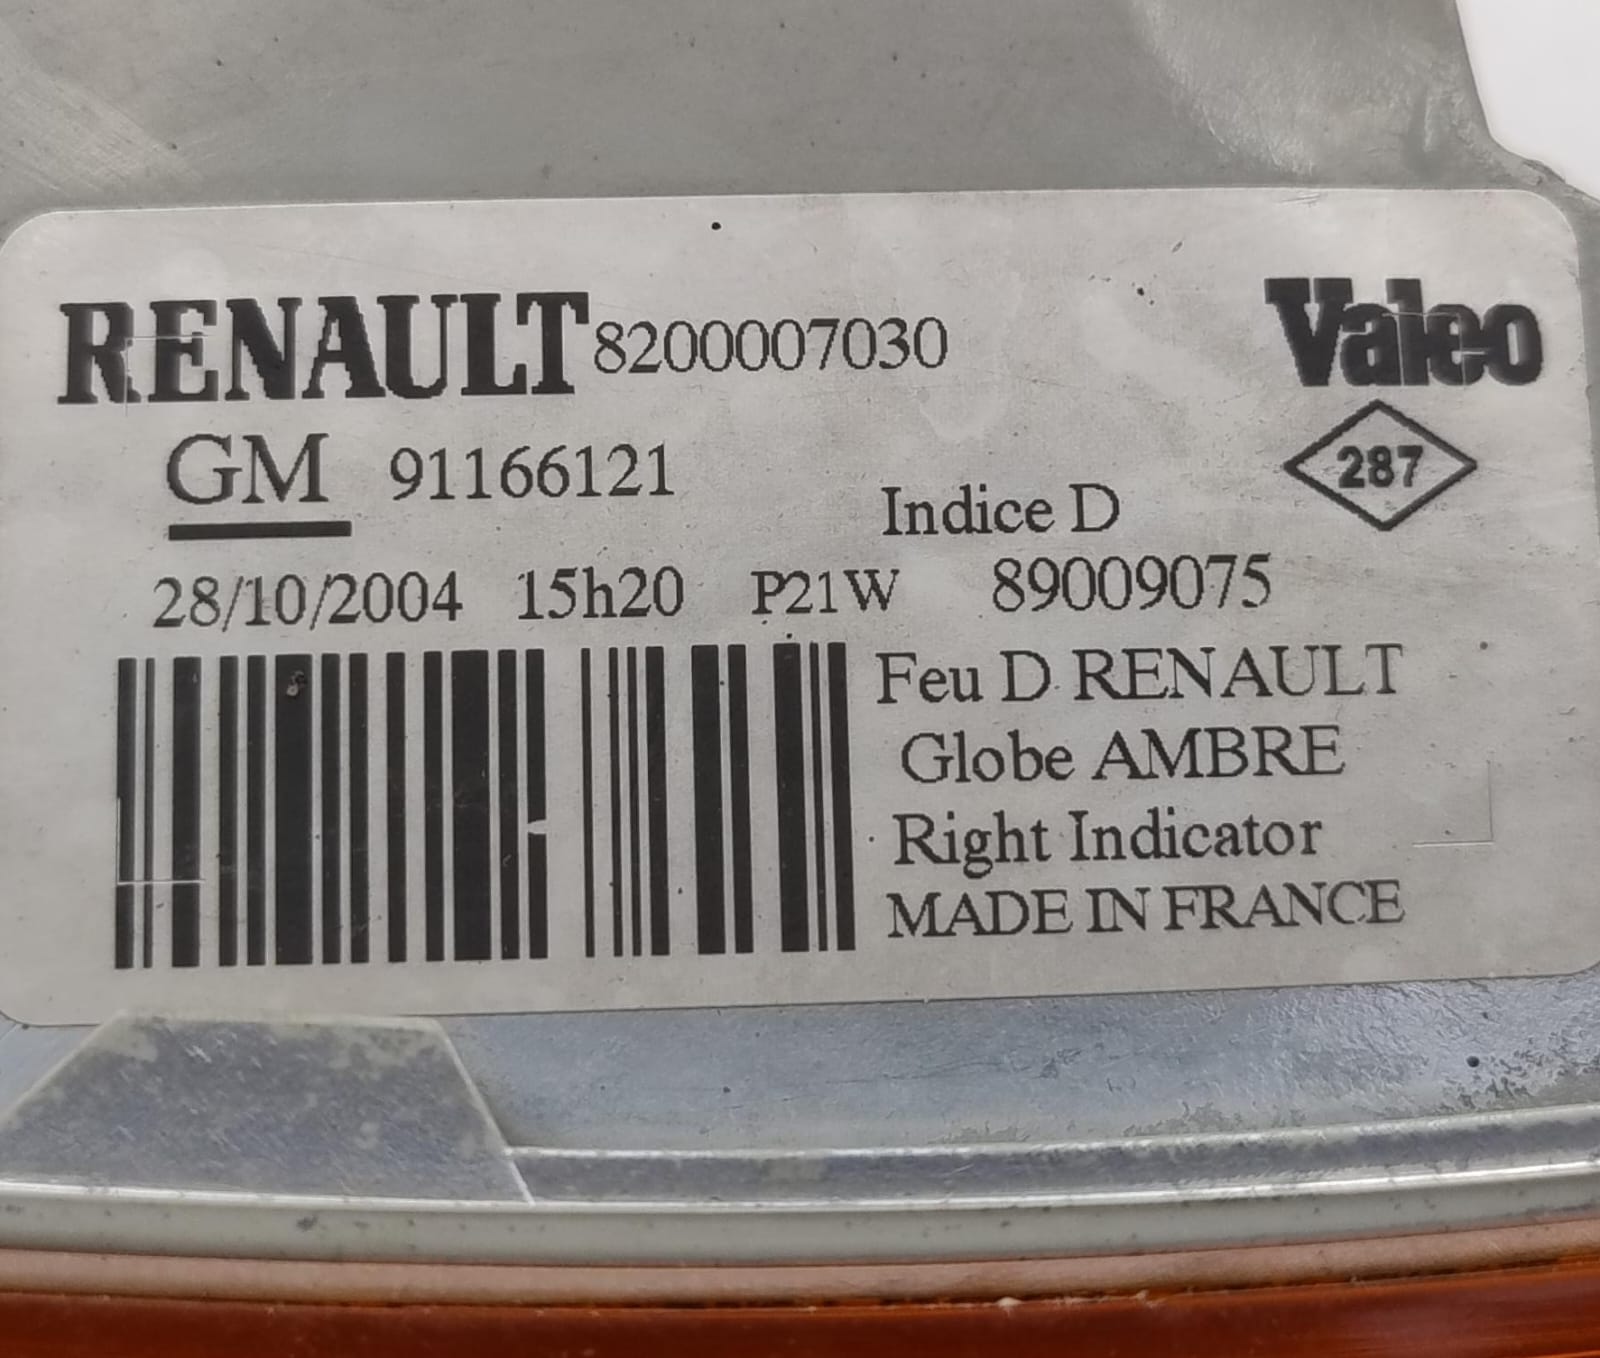 RENAULT 8200007030 Valeo
GM 91166121 287
Indice D
28/10/2004 15h20 P21W 89009075
Feu D RENAULT
Globe AMBRE
Right Indicator
MADE IN FRANCE